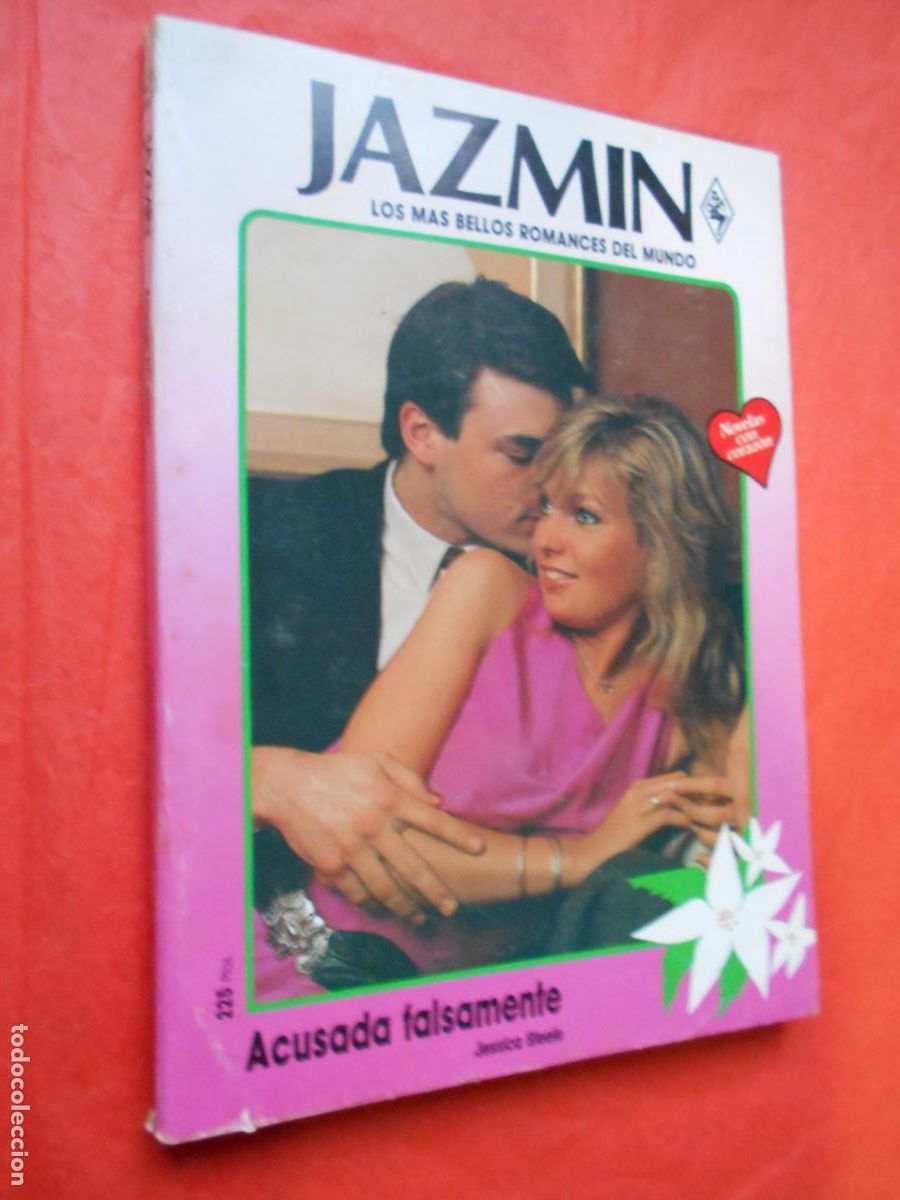 JAZMIN
LOS MAS BELLOS ROMANCES DEL MUNDO
Novelas
con
corazón
225 Ptas.
Acusada falsamente
Jessica Steele
todocoleccion